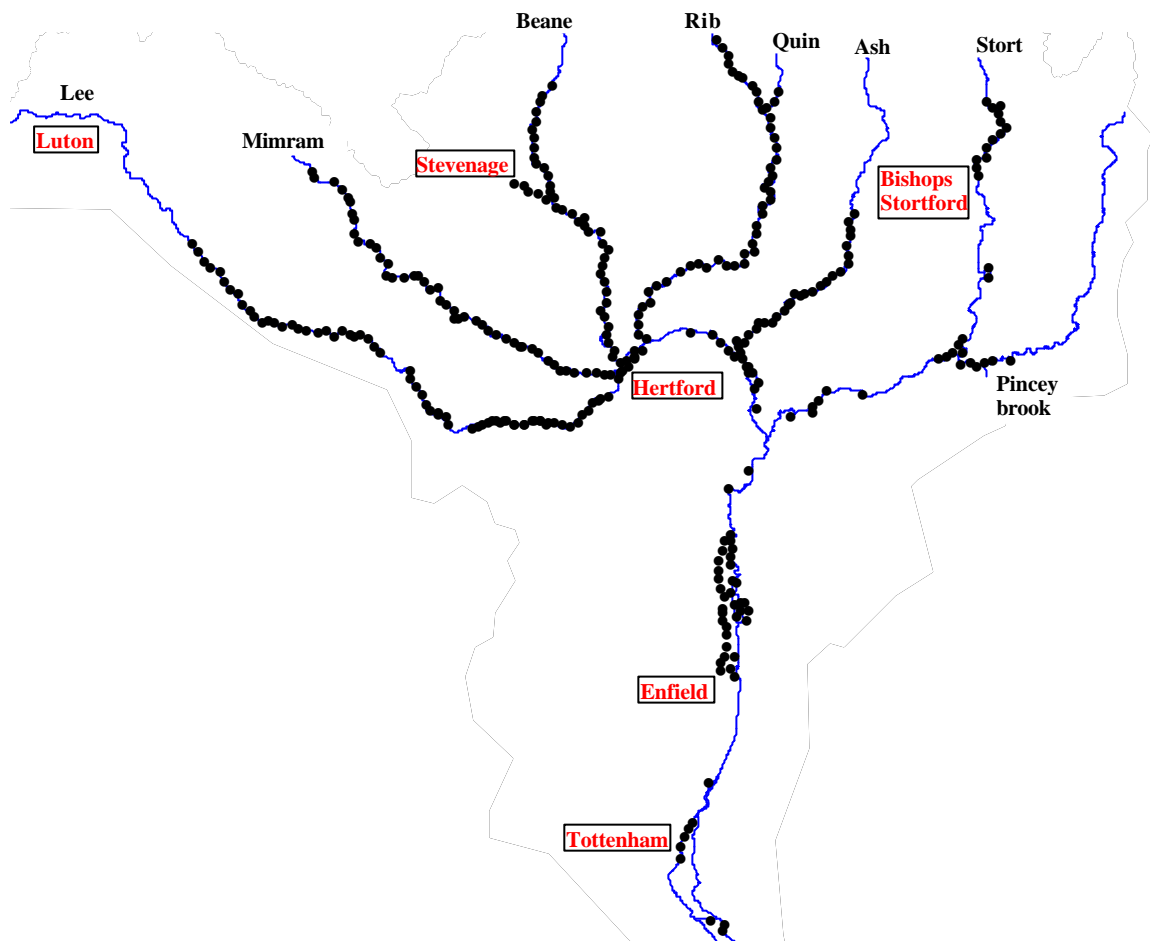 Beane
Rib
Quin
Ash
Stort
Lee
Luton
Mimram
Stevenage
Bishops
Stortford
Hertford
Pincey
brook
Enfield
Tottenham